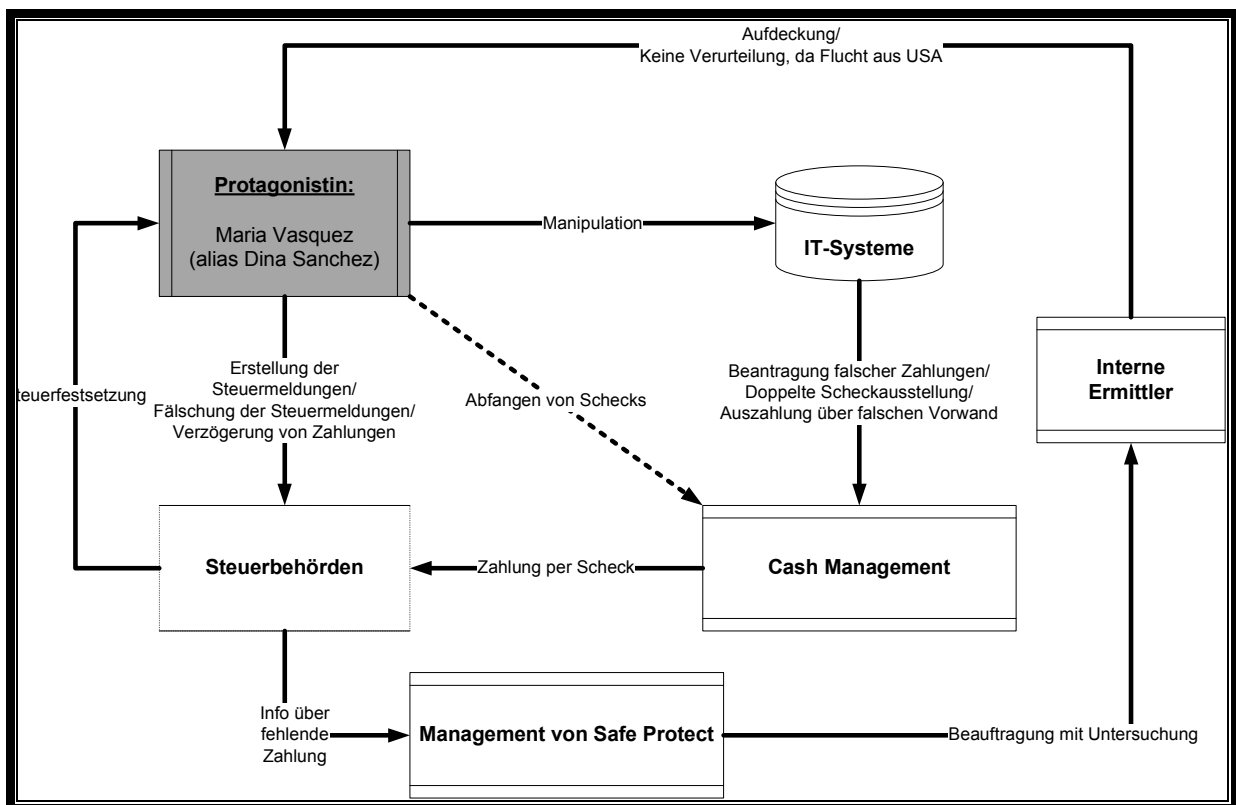 Aufdeckung/
Keine Verurteilung, da Flucht aus USA
Protagonistin:
Maria Vasquez
(alias Dina Sanchez)
Manipulation
IT-Systeme
Interne
Ermittler
Erstellung der
Steuermeldungen/
Fälschung der Steuermeldungen/
Verzögerung von Zahlungen
teuerfestsetzung
Abfangen von Schecks
Beantragung falscher Zahlungen/
Doppelte Scheckausstellung/
Auszahlung über falschen Vorwand
Steuerbehörden
Zahlung per Scheck
Cash Management
Info über
fehlende
Zahlung
Management von Safe Protect
Beauftragung mit Untersuchung